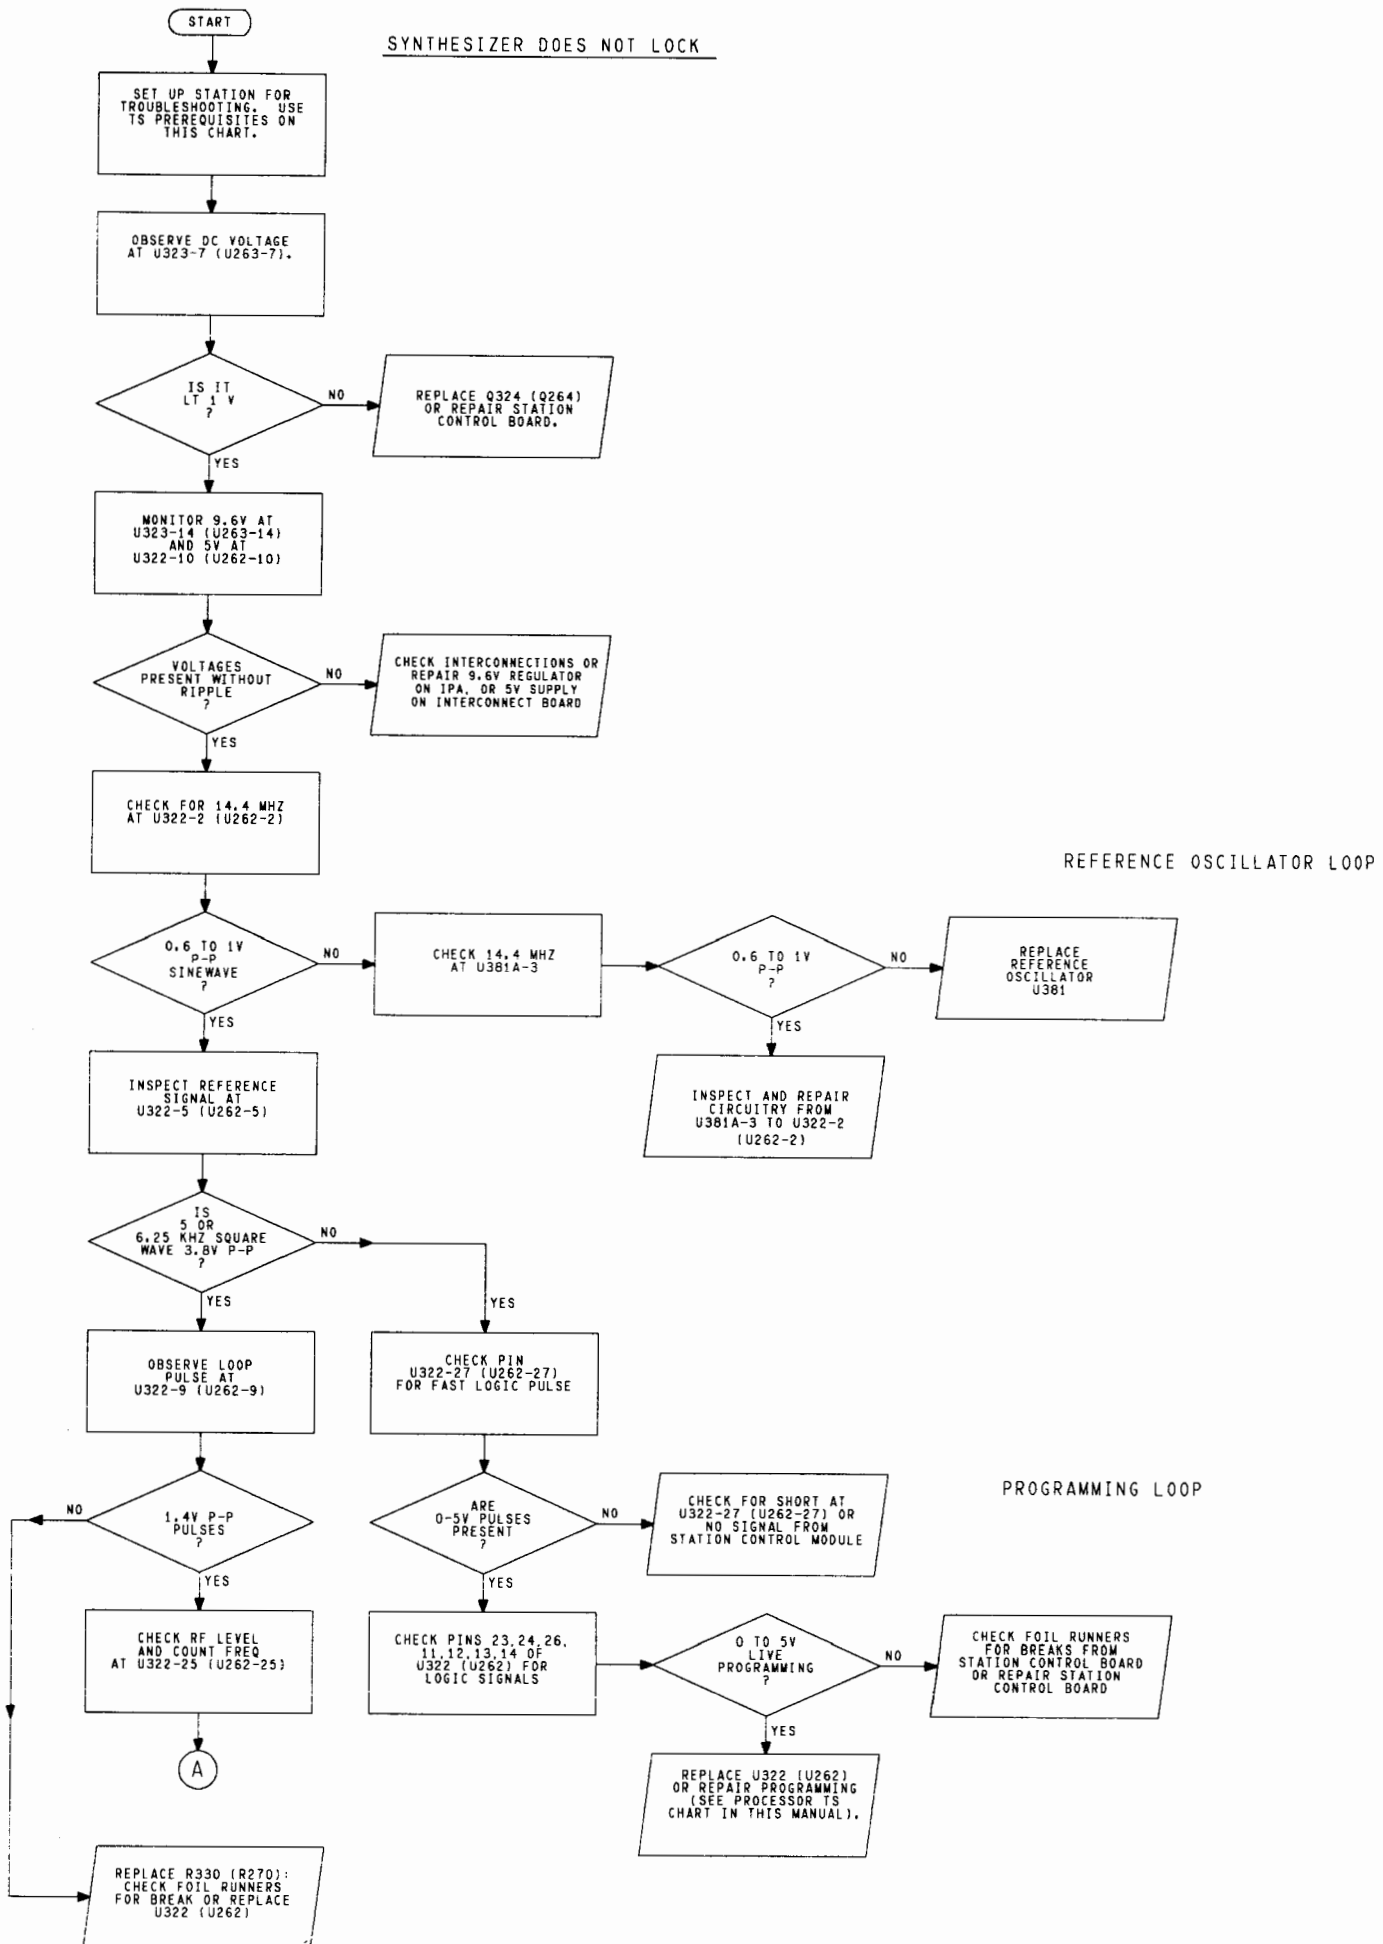 START
SYNTHESIZER DOES NOT LOCK
SET UP STATION FOR
TROUBLESHOOTING. USE
TS PREREQUISITES ON
THIS CHART.
OBSERVE DC VOLTAGE
AT U323-7 (U263-7).
IS IT
LT 1 V
?
NO
REPLACE Q324 (Q264)
OR REPAIR STATION
CONTROL BOARD.
YES
MONITOR 9.6V AT
U323-14 (U263-14)
AND 5V AT
U322-10 (U262-10)
VOLTAGES
PRESENT WITHOUT
RIPPLE
?
NO
CHECK INTERCONNECTIONS OR
REPAIR 9.6V REGULATOR
ON IPA, OR 5V SUPPLY
ON INTERCONNECT BOARD
YES
CHECK FOR 14.4 MHZ
AT U322-2 (U262-2)
REFERENCE OSCILLATOR LOOP
0.6 TO 1V
P-P
SINEWAVE
?
NO
CHECK 14.4 MHZ
AT U381A-3
0.6 TO 1V
P-P
?
NO
REPLACE
REFERENCE
OSCILLATOR
U381
YES
YES
INSPECT REFERENCE
SIGNAL AT
U322-5 (U262-5)
INSPECT AND REPAIR
CIRCUITRY FROM
U381A-3 TO U322-2
(U262-2)
IS
5 OR
6.25 KHZ SQUARE
WAVE 3.8V P-P
?
NO
YES
YES
OBSERVE LOOP
PULSE AT
U322-9 (U262-9)
CHECK PIN
U322-27 (U262-27)
FOR FAST LOGIC PULSE
PROGRAMMING LOOP
NO
1.4V P-P
PULSES
?
ARE
0-5V PULSES
PRESENT
?
NO
CHECK FOR SHORT AT
U322-27 (U262-27) OR
NO SIGNAL FROM
STATION CONTROL MODULE
YES
YES
CHECK RF LEVEL
AND COUNT FREQ
AT U322-25 (U262-25)
CHECK PINS 23,24,26,
11,12,13,14 OF
U322 (U262) FOR
LOGIC SIGNALS
0 TO 5V
LIVE
PROGRAMMING
?
NO
CHECK FOIL RUNNERS
FOR BREAKS FROM
STATION CONTROL BOARD
OR REPAIR STATION
CONTROL BOARD
YES
A
REPLACE U322 (U262)
OR REPAIR PROGRAMMING
(SEE PROCESSOR TS
CHART IN THIS MANUAL).
REPLACE R330 (R270):
CHECK FOIL RUNNERS
FOR BREAK OR REPLACE
U322 (U262)